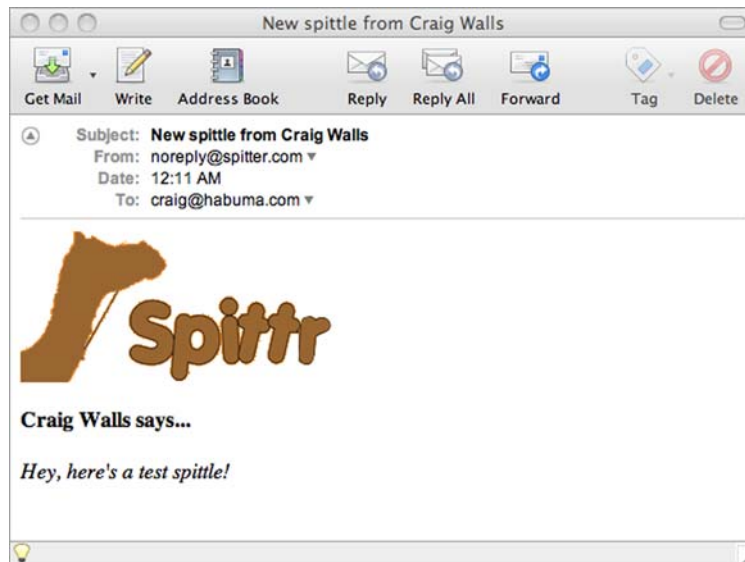 New spittle from Craig Walls
Get Mail Write Address Book Reply Reply All Forward Tag Delete
Subject: New spittle from Craig Walls
From: noreply@spitter.com
Date: 12:11 AM
To: craig@habuma.com
Spittr
Craig Walls says...
Hey, here's a test spittle!